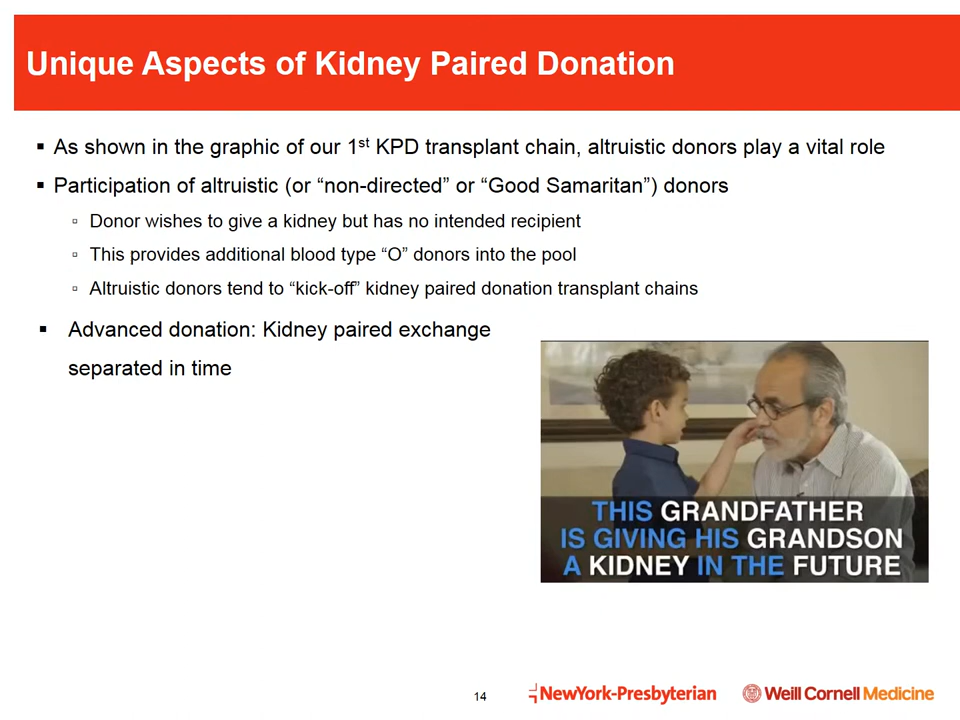 Unique Aspects of Kidney Paired Donation
▪ As shown in the graphic of our 1st KPD transplant chain, altruistic donors play a vital role
▪ Participation of altruistic (or “non-directed” or “Good Samaritan”) donors
▫ Donor wishes to give a kidney but has no intended recipient
▫ This provides additional blood type “O” donors into the pool
▫ Altruistic donors tend to “kick-off” kidney paired donation transplant chains
▪ Advanced donation: Kidney paired exchange
separated in time
THIS GRANDFATHER
IS GIVING HIS GRANDSON
A KIDNEY IN THE FUTURE
14
NewYork-Presbyterian
Weill Cornell Medicine